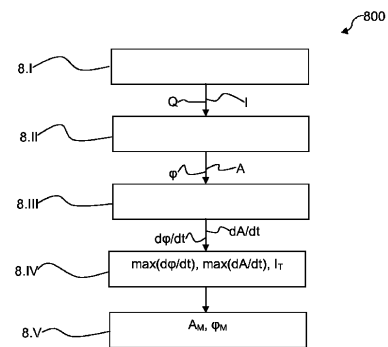 800
8.I
Q I
8.II
φ A
8.III
dφ/dt dA/dt
8.IV
max(dφ/dt), max(dA/dt), I_T
8.V
A_M, φ_M